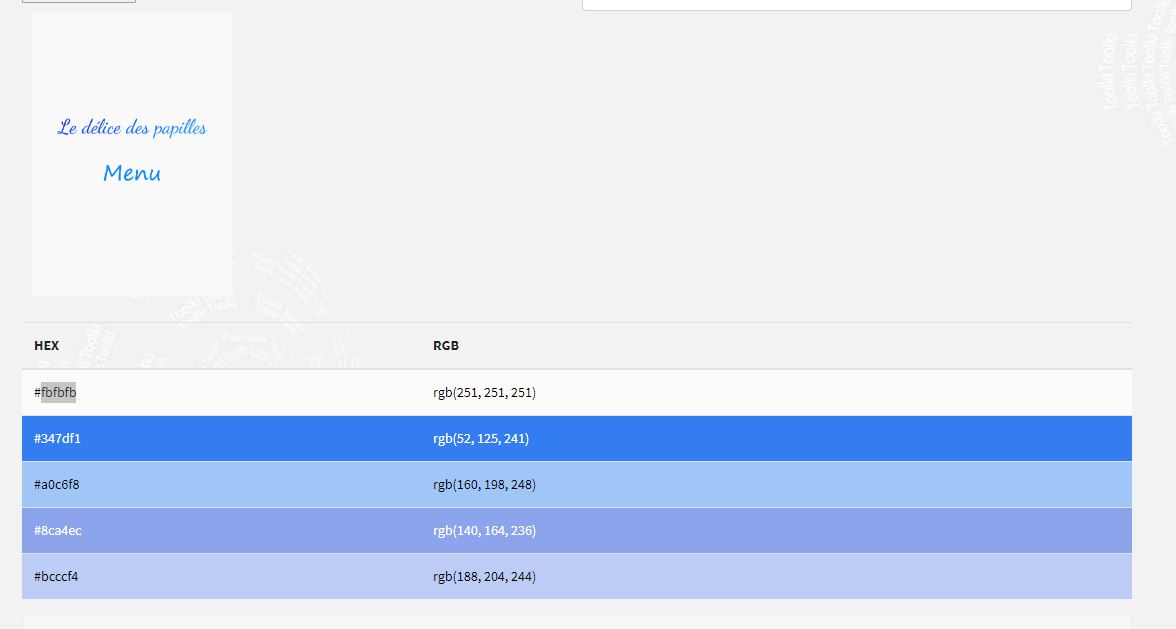 Le délice des papilles
Menu
HEX RGB
#fbfbfb rgb(251, 251, 251)
#347df1 rgb(52, 125, 241)
#a0c6f8 rgb(160, 198, 248)
#8ca4ec rgb(140, 164, 236)
#bcccf4 rgb(188, 204, 244)